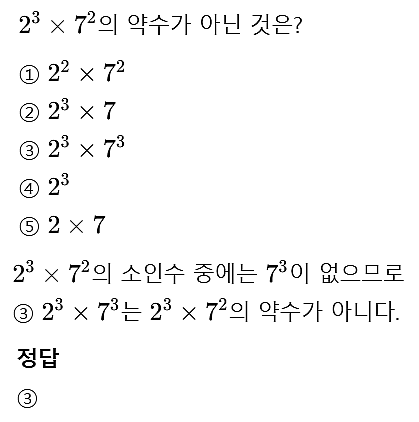 2³ × 7²의 약수가 아닌 것은?
① 2² × 7²
② 2³ × 7
③ 2³ × 7³
④ 2³
⑤ 2 × 7
2³ × 7²의 소인수 중에는 7³이 없으므로
③ 2³ × 7³는 2³ × 7²의 약수가 아니다.
정답
③